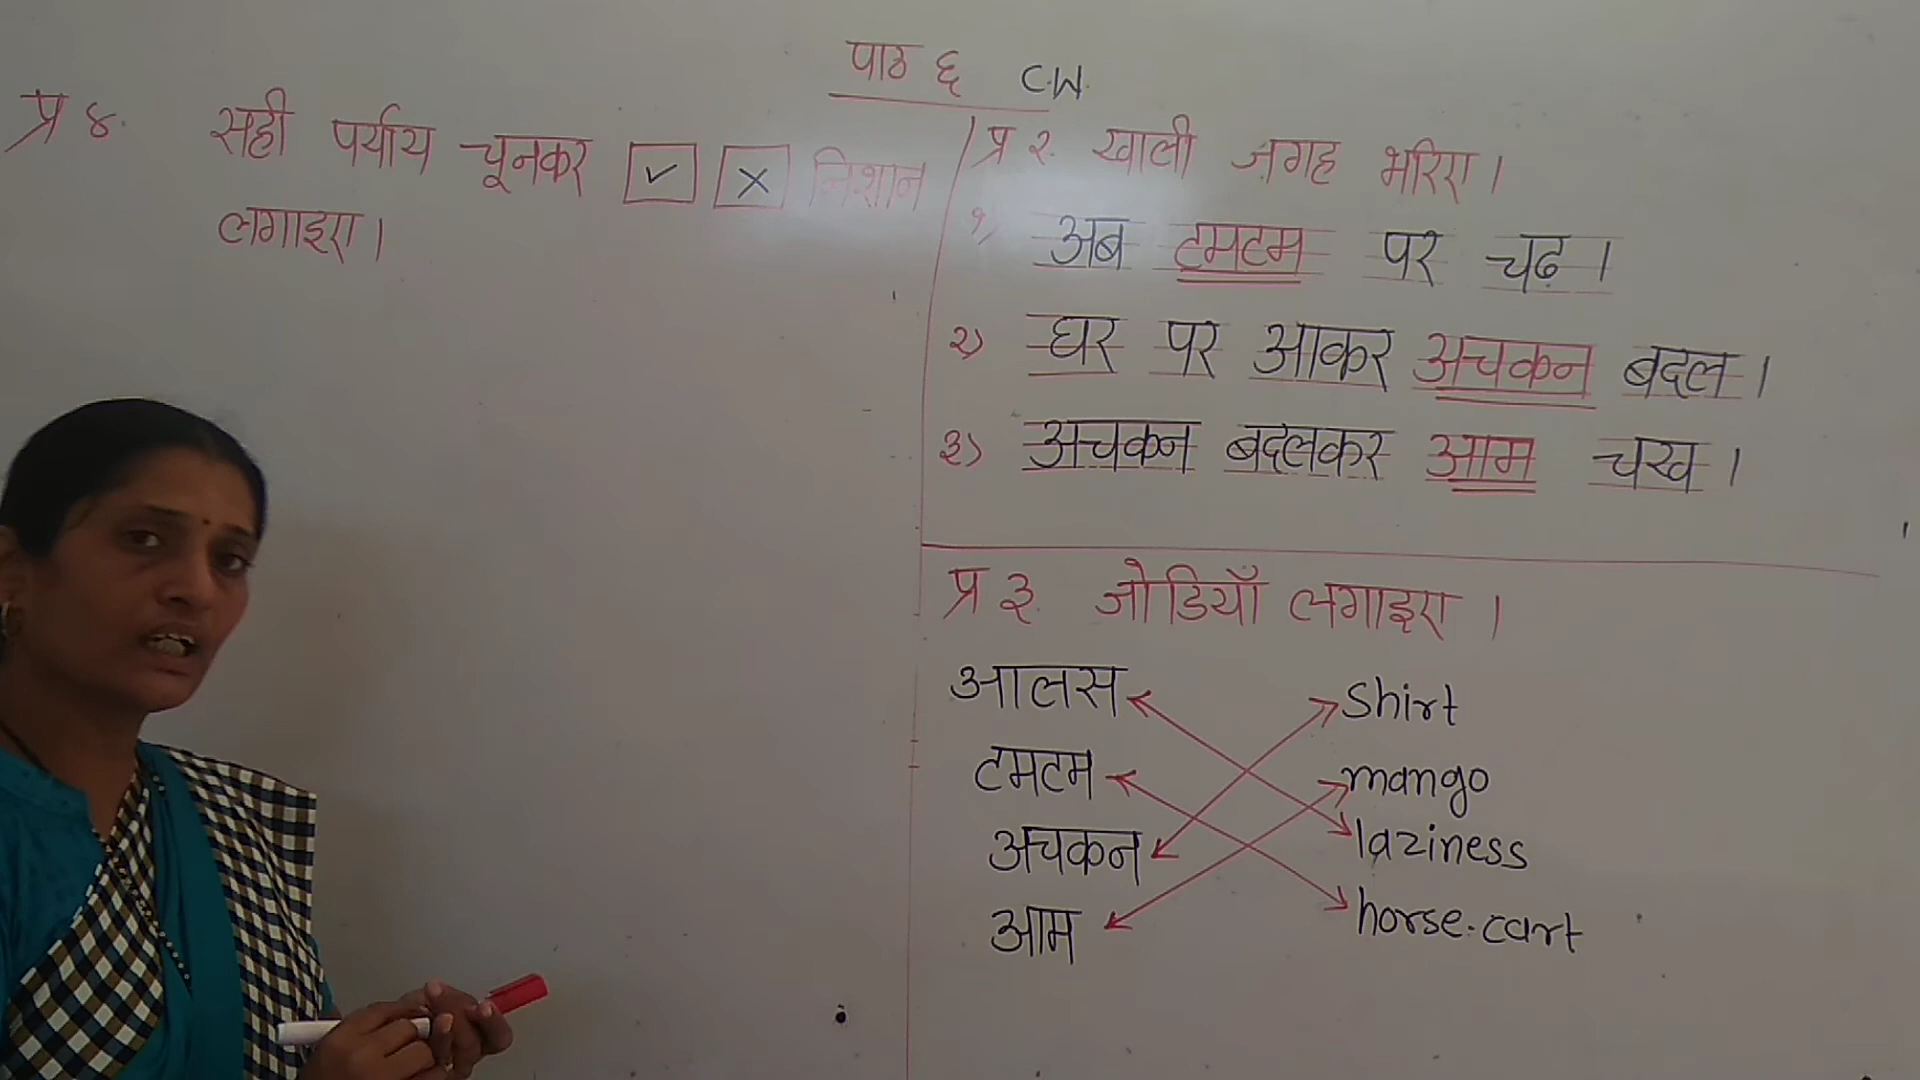 पाठ ६ C.W.
प्र ४. सही पर्याय चूनकर ✓ ✗ निशान
लगाइए।
प्र २. खाली जगह भरिए।
१) अब टमटम पर चढ़।
२) घर पर आकर अचकन बदल।
३) अचकन बदलकर आम चख।
प्र ३. जोडियाँ लगाइए।
आलस shirt
टमटम mango
अचकन laziness
आम horse.cart